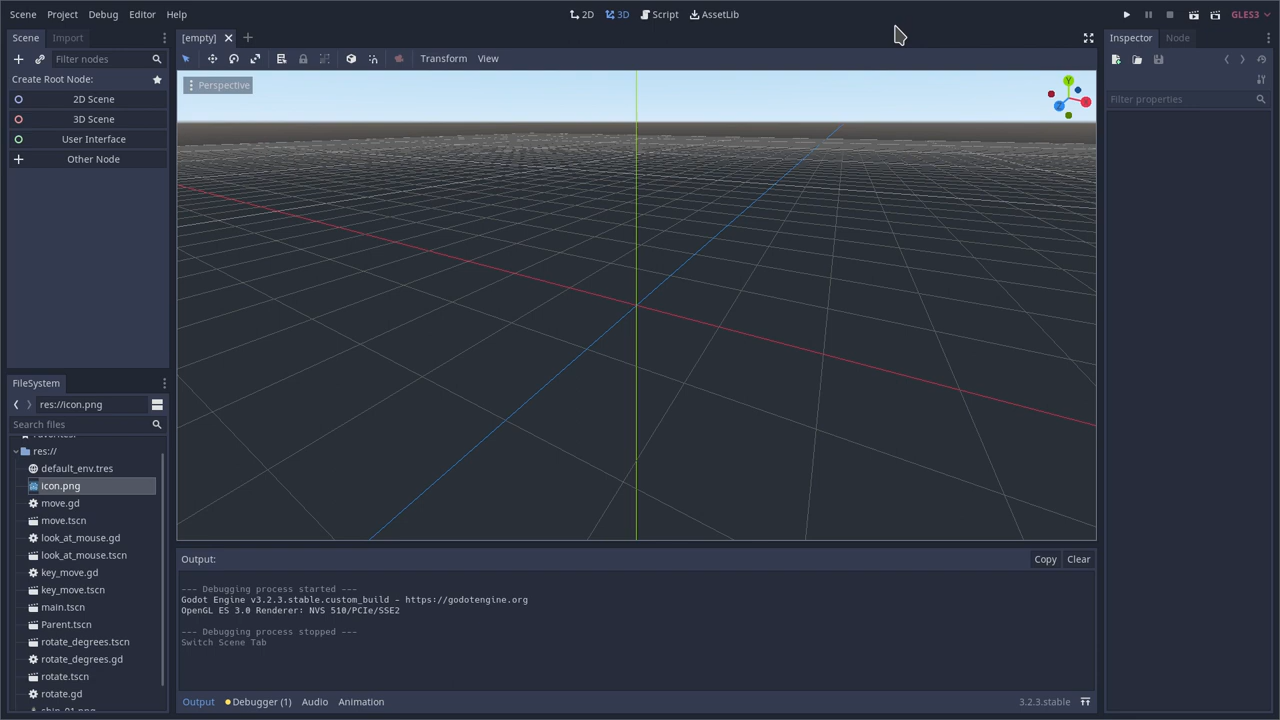 Scene Project Debug Editor Help
2D 3D Script AssetLib
GLES3
Scene Import
[empty]
Inspector Node
Filter nodes
Transform View
Create Root Node:
Perspective
Y
X
Z
Filter properties
2D Scene
3D Scene
User Interface
Other Node
FileSystem
res://icon.png
Search files
res://
default_env.tres
icon.png
move.gd
move.tscn
look_at_mouse.gd
look_at_mouse.tscn
key_move.gd
key_move.tscn
main.tscn
Parent.tscn
rotate_degrees.tscn
rotate_degrees.gd
rotate.tscn
rotate.gd
Output:
Copy Clear
--- Debugging process started ---
Godot Engine v3.2.3.stable.custom_build - https://godotengine.org
OpenGL ES 3.0 Renderer: NVS 510/PCIe/SSE2
--- Debugging process stopped ---
Switch Scene Tab
Output Debugger (1) Audio Animation
3.2.3.stable